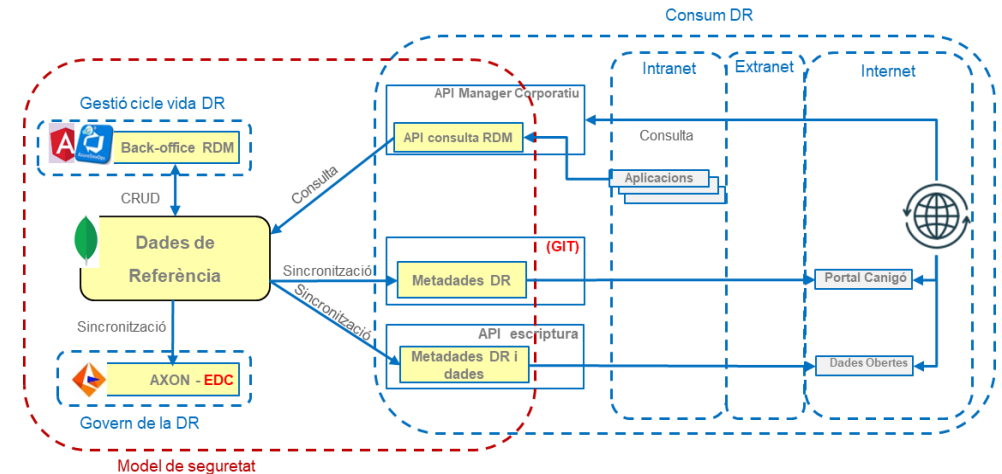 Consum DR
Intranet
Extranet
Internet
Gestió cicle vida DR
API Manager Corporatiu
Back-office RDM
API consulta RDM
Consulta
Aplicacions
CRUD
Consulta
Dades de
Referència
(GIT)
Sincronització
Metadades DR
Portal Canigó
Sincronització
Sincronització
API escriptura
Metadades DR i
dades
Dades Obertes
AXON - EDC
Govern de la DR
Model de seguretat